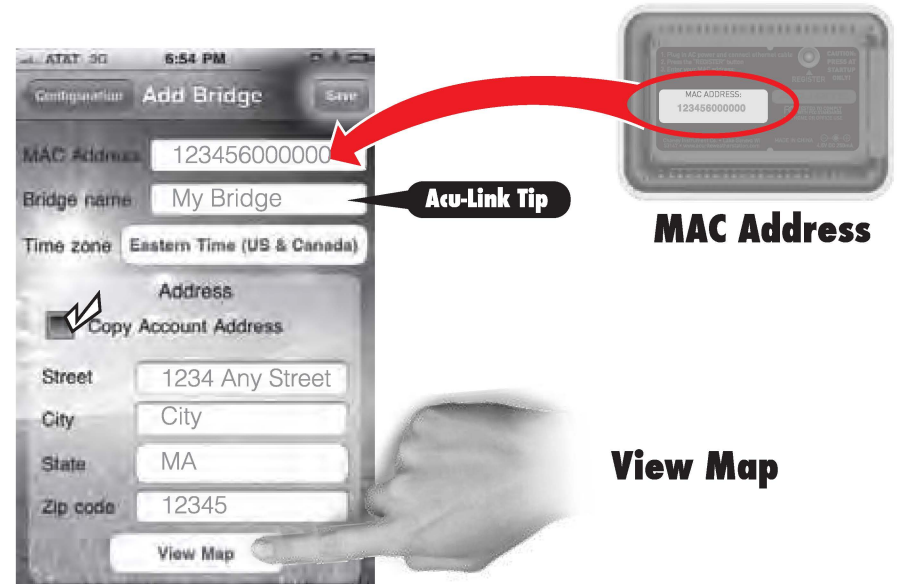 AT&T 3G 6:54 PM
Configuration Add Bridge Save
MAC Address 123456000000
Bridge name My Bridge
Time zone Eastern Time (US & Canada)
Address
Copy Account Address
Street 1234 Any Street
City City
State MA
Zip code 12345
View Map
Acu-Link Tip
REGISTER
MAC ADDRESS:
123456000000
MAC Address
View Map